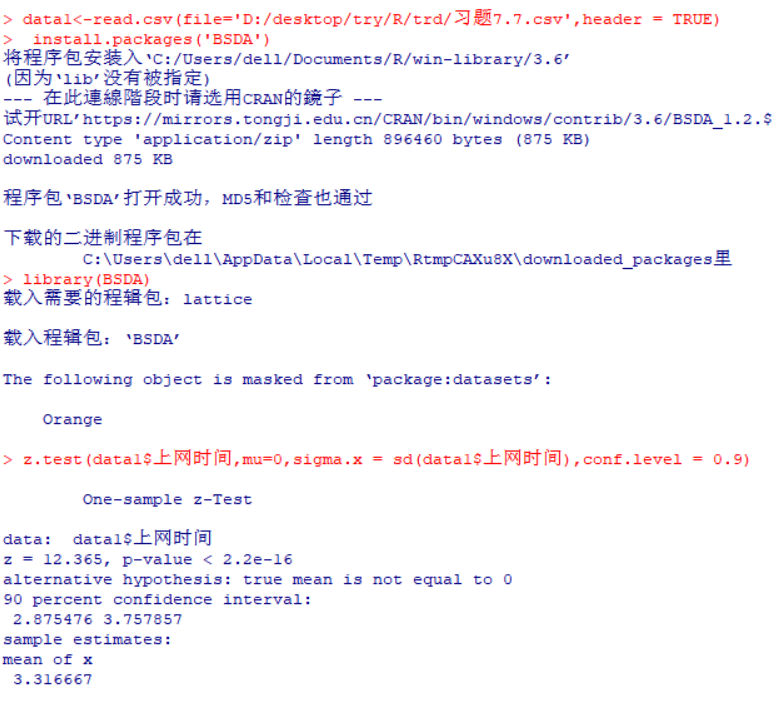 > data1<-read.csv(file='D:/desktop/try/R/trd/习题7.7.csv',header = TRUE)
>  install.packages('BSDA')
将程序包安装入‘C:/Users/dell/Documents/R/win-library/3.6’
(因为‘lib’没有被指定)
--- 在此連線階段时请选用CRAN的鏡子 ---
试开URL’https://mirrors.tongji.edu.cn/CRAN/bin/windows/contrib/3.6/BSDA_1.2.$
Content type 'application/zip' length 896460 bytes (875 KB)
downloaded 875 KB
程序包‘BSDA’打开成功，MD5和检查也通过
下载的二进制程序包在
C:\Users\dell\AppData\Local\Temp\RtmpCAXu8X\downloaded_packages里
> library(BSDA)
载入需要的程辑包：lattice
载入程辑包：‘BSDA’
The following object is masked from ‘package:datasets’:
Orange
> z.test(data1$上网时间,mu=0,sigma.x = sd(data1$上网时间),conf.level = 0.9)
One-sample z-Test
data:  data1$上网时间
z = 12.365, p-value < 2.2e-16
alternative hypothesis: true mean is not equal to 0
90 percent confidence interval:
2.875476 3.757857
sample estimates:
mean of x
3.316667